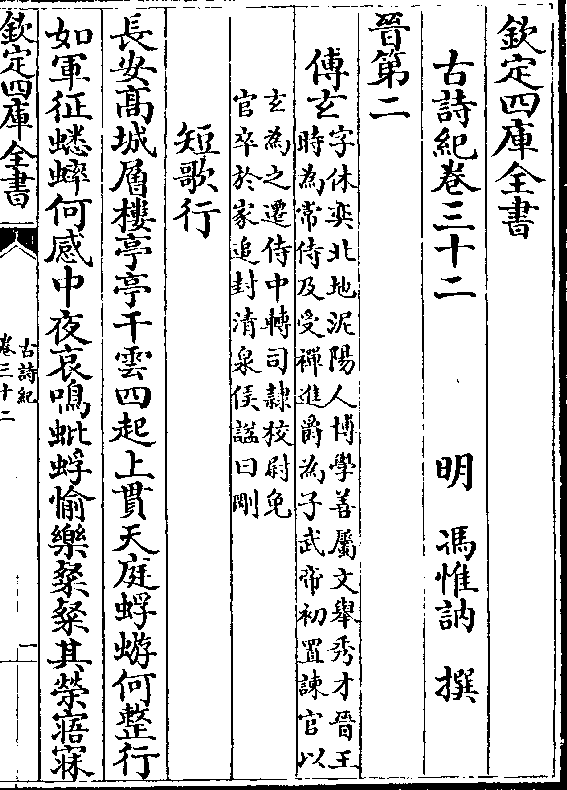 欽定四庫全書
古詩紀卷三十二　明　馮惟訥　撰
晉第二
傅玄字休奕北地泥陽人博學善屬文舉秀才晉王
時為常侍及受禪進爵為子武帝初置諫官以
玄為之遷侍中轉司隸校尉免
官卒於家追封清泉侯諡曰剛
短歌行
長安髙城層樓亭亭干雲四起上貫天庭蜉蝣何整行
如軍征蟋蟀何感中夜哀鳴蚍蜉愉樂粲粲其榮寤寐
欽定四庫全書
古詩紀
卷三十二
一